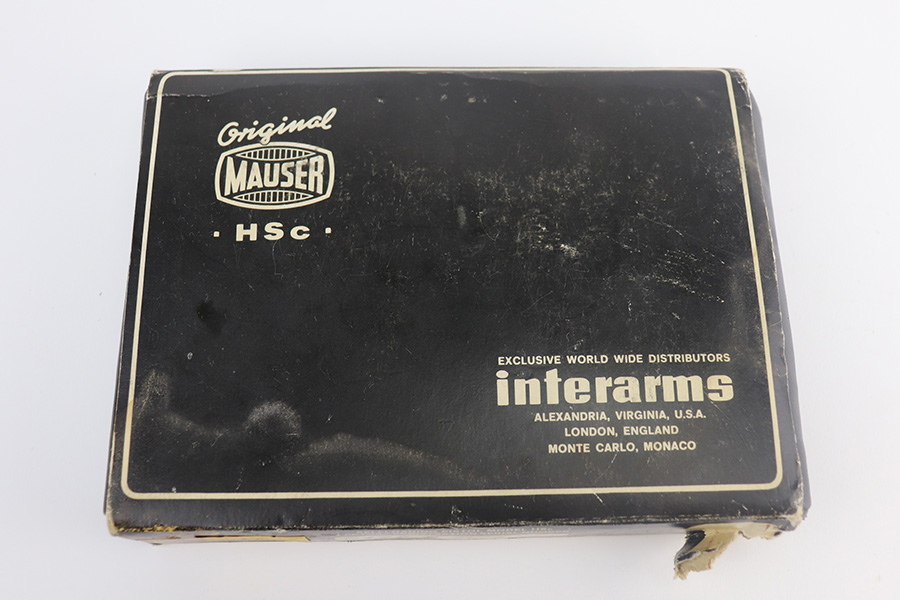 Original
MAUSER
· HSc ·
EXCLUSIVE WORLD WIDE DISTRIBUTORS
interarms
ALEXANDRIA, VIRGINIA, U.S.A.
LONDON, ENGLAND
MONTE CARLO, MONACO